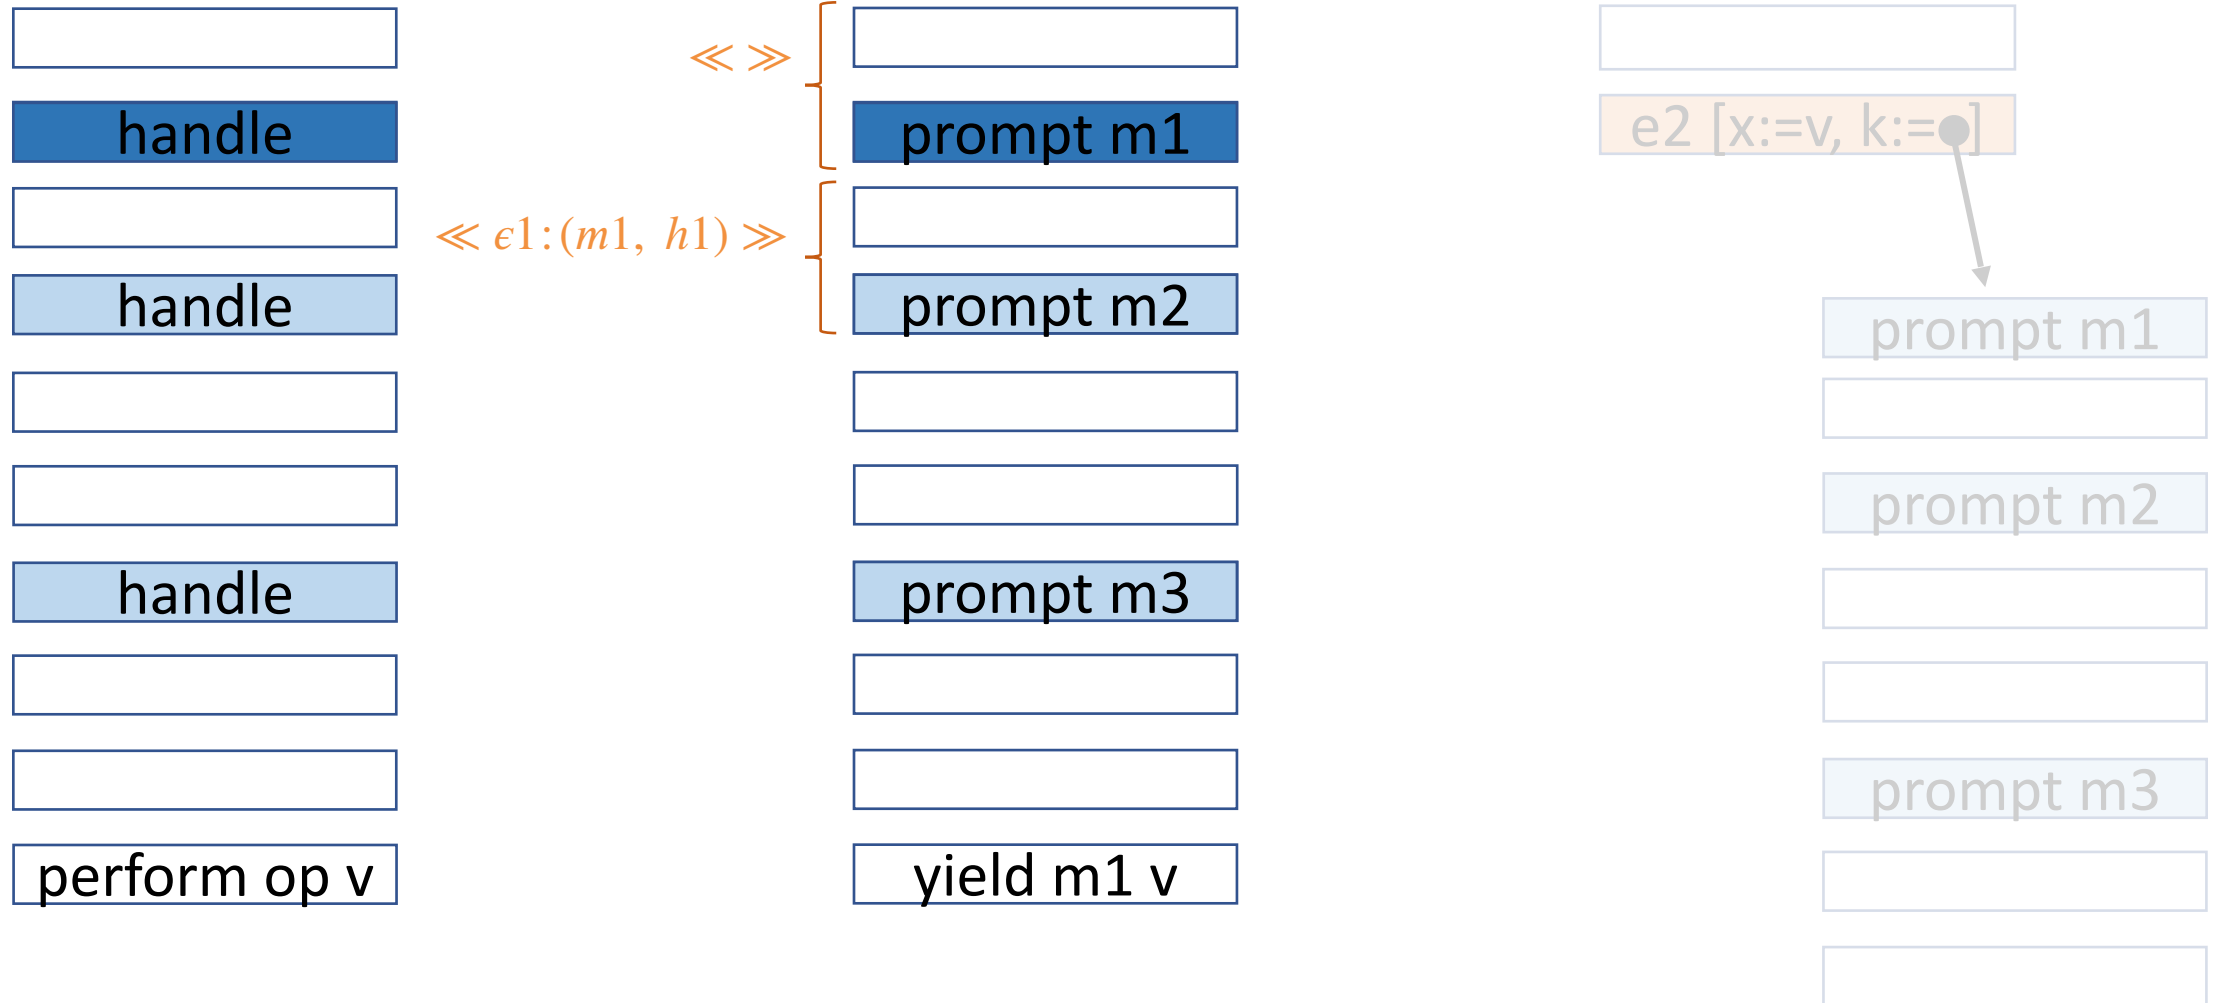 handle
handle
handle
perform op v
≪ ≫
≪ ϵ1:(m1, h1) ≫
prompt m1
prompt m2
prompt m3
yield m1 v
e2 [x:=v, k:=●]
prompt m1
prompt m2
prompt m3